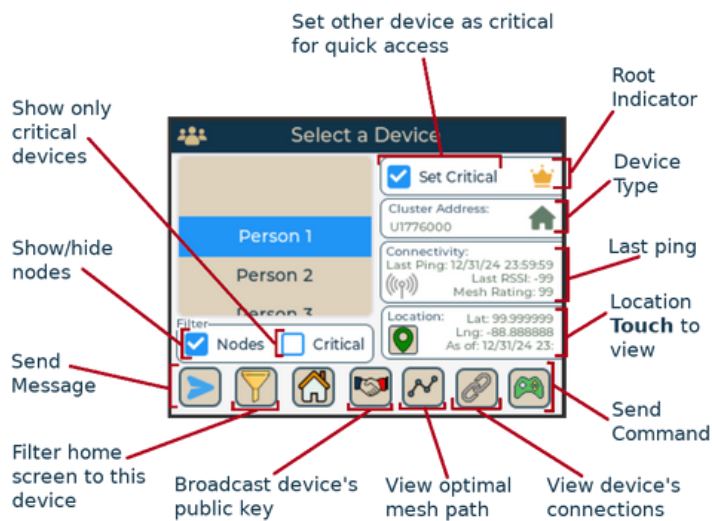 Set other device as critical
for quick access
Root
Indicator
Show only
critical
devices
Select a Device
Device
Type
Set Critical
Cluster Address:
U1776000
Show/hide
nodes
Person 1
Person 2
Person 3
Connectivity:
Last Ping: 12/31/24 23:59:59
Last RSSI: -99
Mesh Rating: 99
Last ping
Filter
Nodes
Critical
Location:
Lat: 99.999999
Lng: -88.888888
As of: 12/31/24 23:
Location
Touch to
view
Send
Message
Send
Command
Filter home
screen to this
device
Broadcast device's
public key
View optimal
mesh path
View device's
connections